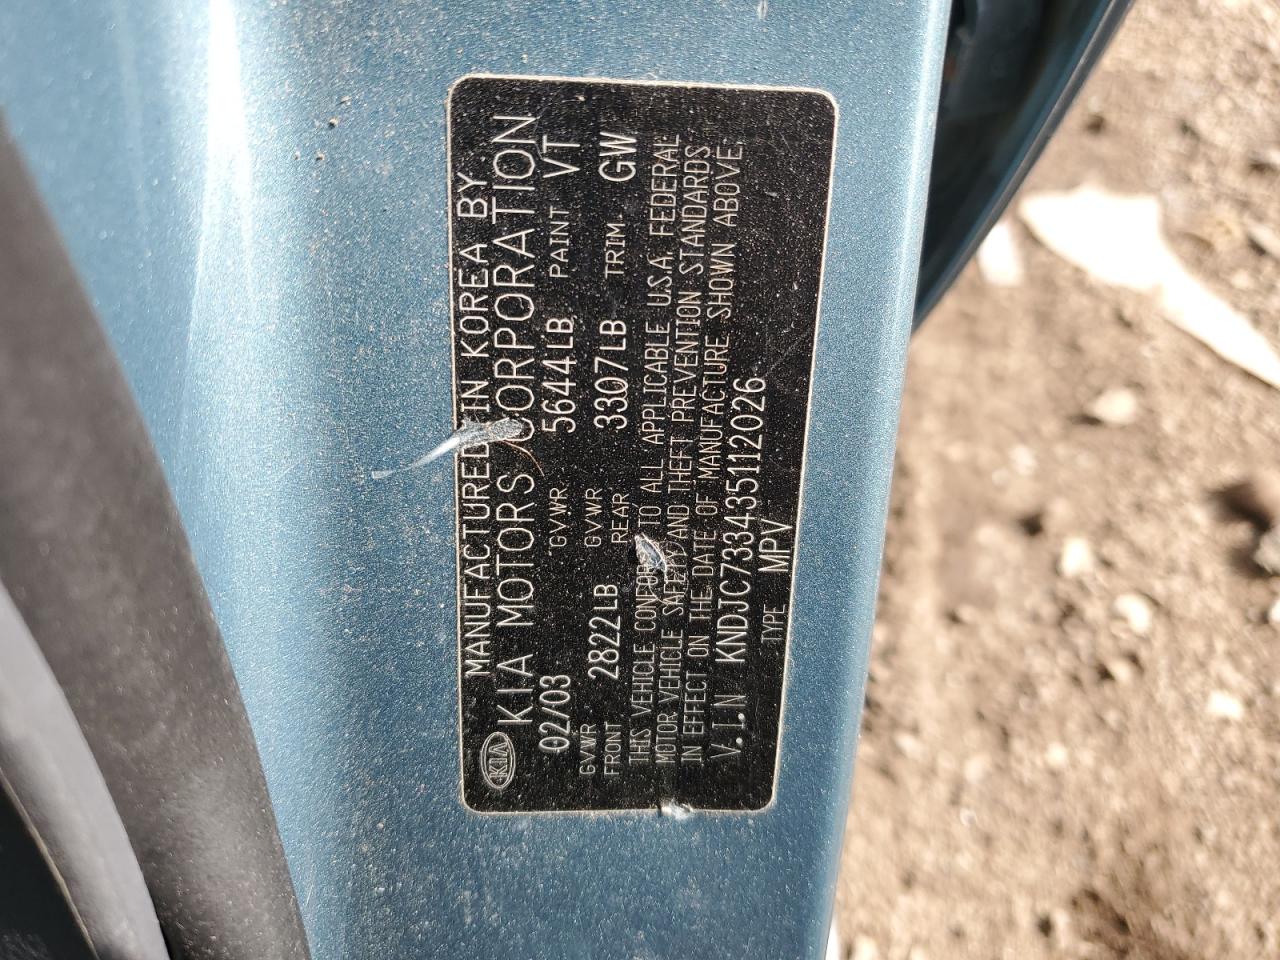 MANUFACTURED IN KOREA BY
KIA KIA MOTORS CORPORATION
02/03 GVWR 5644LB PAINT VT
GVWR FRONT 2822LB GVWR REAR 3307LB TRIM GW
THIS VEHICLE CONFORMS TO ALL APPLICABLE U.S.A. FEDERAL
MOTOR VEHICLE SAFETY AND THEFT PREVENTION STANDARDS
IN EFFECT ON THE DATE OF MANUFACTURE SHOWN ABOVE.
V.I.N KNDJC733435112026
TYPE MPV